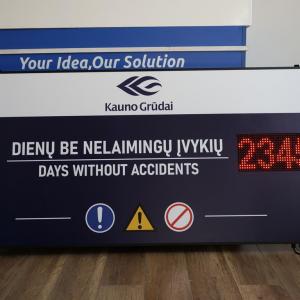 Your Idea,Our Solution
Kauno Grūdai
DIENŲ BE NELAIMINGŲ ĮVYKIŲ
DAYS WITHOUT ACCIDENTS
2345